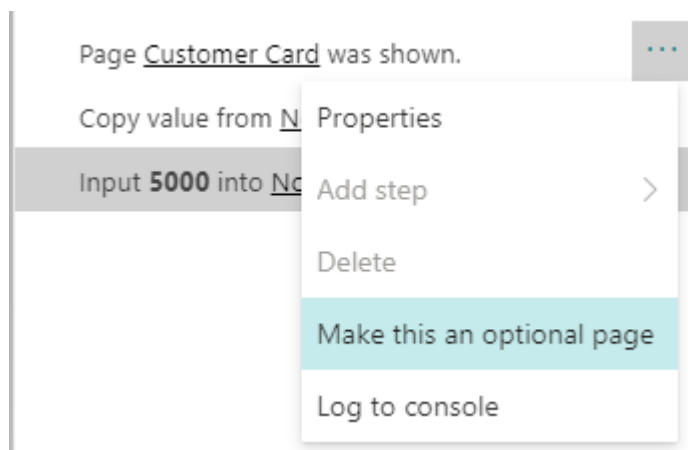 Page Customer Card was shown.
...
Copy value from
Properties
Input 5000 into
Add step
Delete
Make this an optional page
Log to console